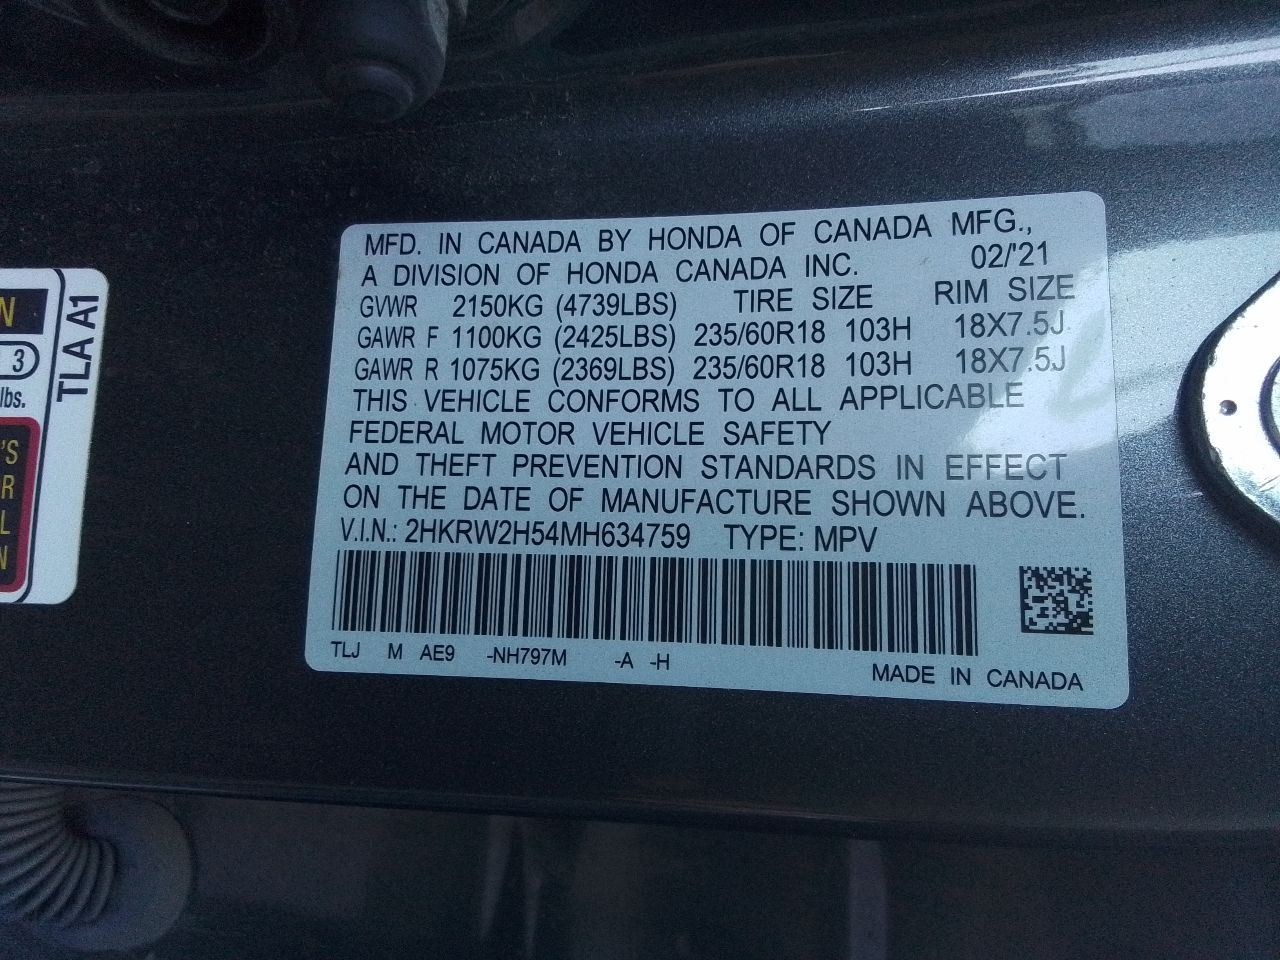 MFD. IN CANADA BY HONDA OF CANADA MFG.,
A DIVISION OF HONDA CANADA INC. 02/'21
GVWR 2150KG (4739LBS) TIRE SIZE RIM SIZE
GAWR F 1100KG (2425LBS) 235/60R18 103H 18X7.5J
GAWR R 1075KG (2369LBS) 235/60R18 103H 18X7.5J
THIS VEHICLE CONFORMS TO ALL APPLICABLE
FEDERAL MOTOR VEHICLE SAFETY
AND THEFT PREVENTION STANDARDS IN EFFECT
ON THE DATE OF MANUFACTURE SHOWN ABOVE.
V.I.N.: 2HKRW2H54MH634759 TYPE: MPV
TLJ M AE9 -NH797M -A -H
MADE IN CANADA
TLA A1
3
lbs.